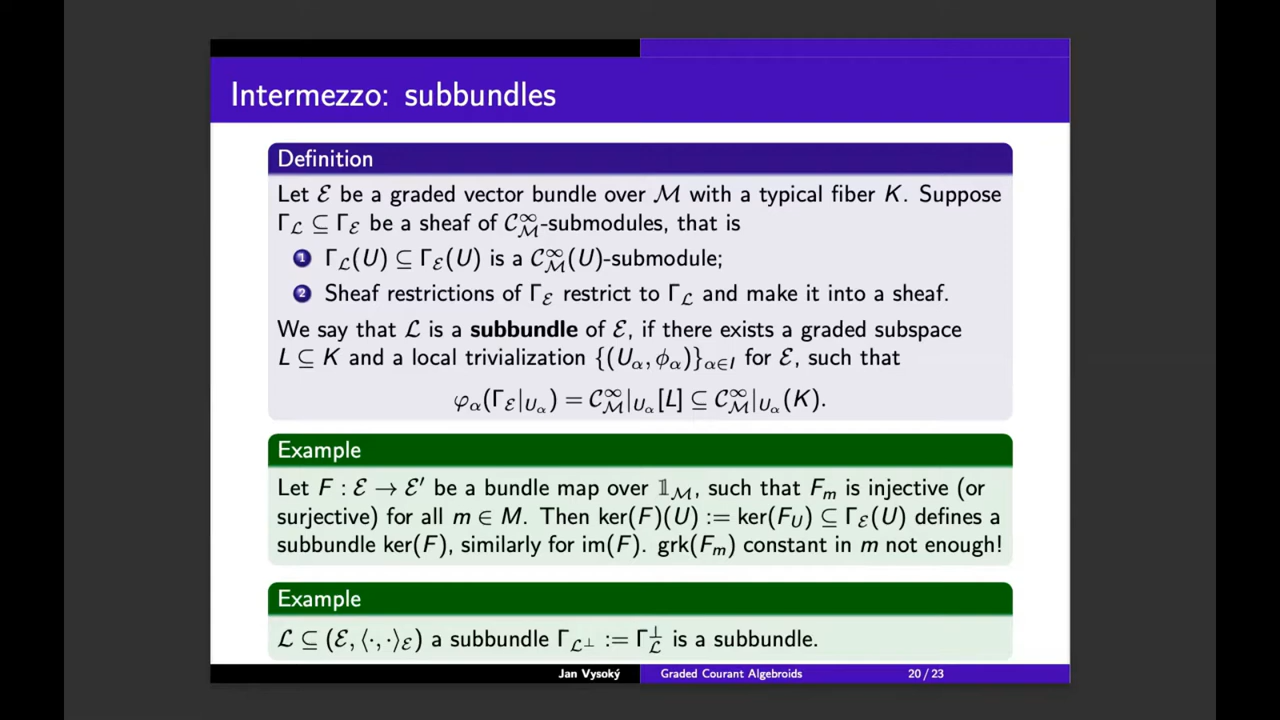 Intermezzo: subbundles
Definition
Let ℰ be a graded vector bundle over ℳ with a typical fiber K. Suppose
Γ_ℒ ⊆ Γ_ℰ be a sheaf of 𝒞^∞_ℳ-submodules, that is
1 Γ_ℒ(U) ⊆ Γ_ℰ(U) is a 𝒞^∞_ℳ(U)-submodule;
2 Sheaf restrictions of Γ_ℰ restrict to Γ_ℒ and make it into a sheaf.
We say that ℒ is a subbundle of ℰ, if there exists a graded subspace
L ⊆ K and a local trivialization {(U_α, ϕ_α)}_{α∈I} for ℰ, such that
φ_α(Γ_ℰ|_{U_α}) = 𝒞^∞_ℳ|_{U_α}[L] ⊆ 𝒞^∞_ℳ|_{U_α}(K).
Example
Let F : ℰ → ℰ′ be a bundle map over 𝟙_ℳ, such that F_m is injective (or
surjective) for all m ∈ M. Then ker(F)(U) := ker(F_U) ⊆ Γ_ℰ(U) defines a
subbundle ker(F), similarly for im(F). grk(F_m) constant in m not enough!
Example
ℒ ⊆ (ℰ, ⟨·, ·⟩_ℰ) a subbundle Γ_{ℒ^⊥} := Γ_ℒ^⊥ is a subbundle.
Jan Vysoký Graded Courant Algebroids 20 / 23